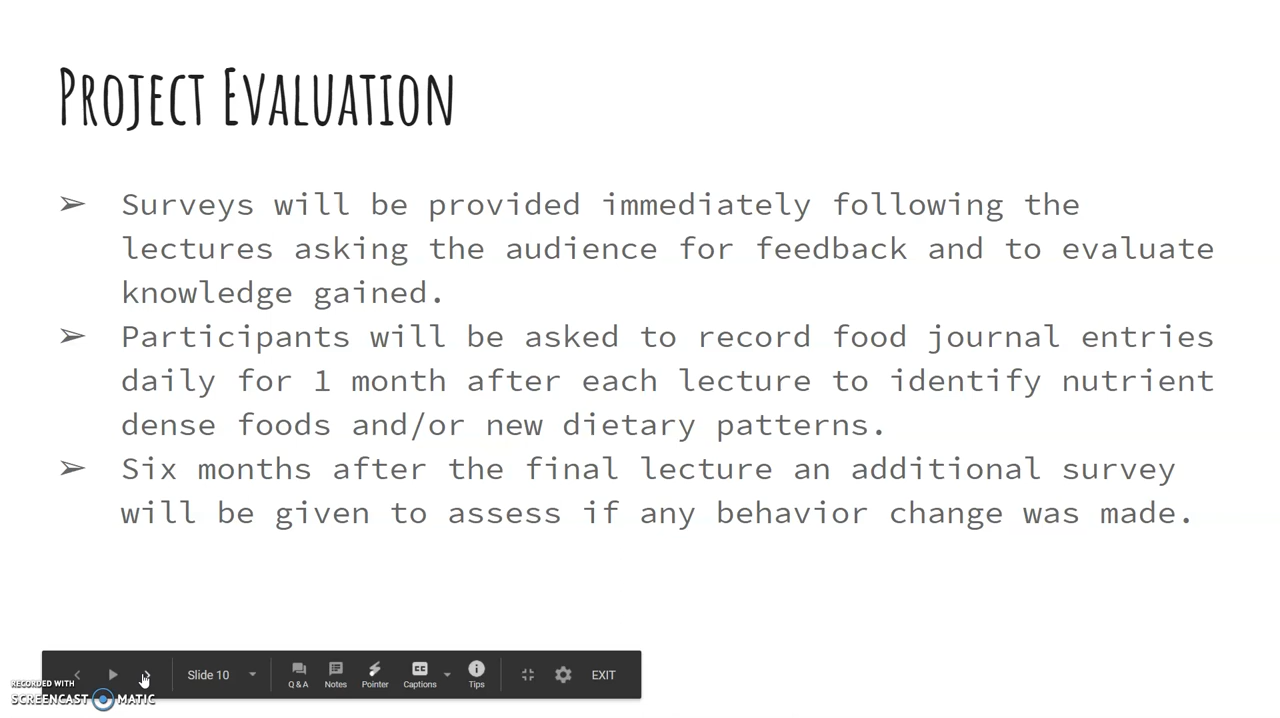 Project Evaluation
➢ Surveys will be provided immediately following the
lectures asking the audience for feedback and to evaluate
knowledge gained.
➢ Participants will be asked to record food journal entries
daily for 1 month after each lecture to identify nutrient
dense foods and/or new dietary patterns.
➢ Six months after the final lecture an additional survey
will be given to assess if any behavior change was made.
Slide 10
Q & A Notes Pointer Captions Tips EXIT
RECORDED WITH
SCREENCAST MATIC